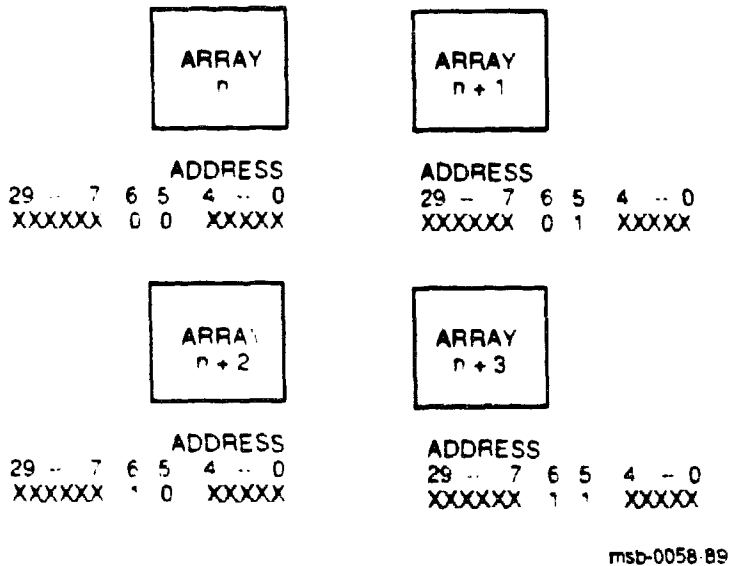 ARRAY
n
ARRAY
n + 1
ADDRESS
29 -- 7 6 5 4 -- 0
XXXXXX 0 0 XXXXX
ADDRESS
29 -- 7 6 5 4 -- 0
XXXXXX 0 1 XXXXX
ARRAY
n + 2
ARRAY
n + 3
ADDRESS
29 -- 7 6 5 4 -- 0
XXXXXX 1 0 XXXXX
ADDRESS
29 -- 7 6 5 4 -- 0
XXXXXX 1 1 XXXXX
msb-0058-89